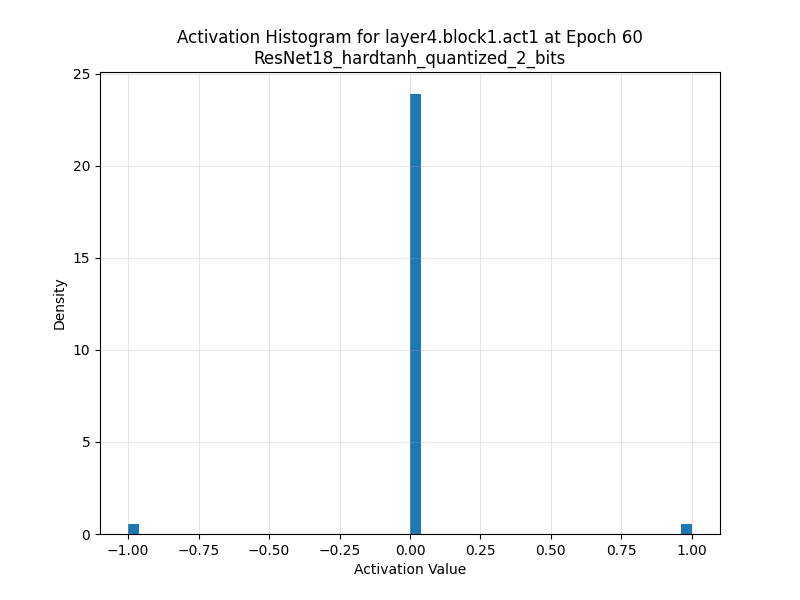 Activation Histogram for layer4.block1.act1 at Epoch 60
ResNet18_hardtanh_quantized_2_bits
25
20
15
10
5
0
Density
−1.00 −0.75 −0.50 −0.25 0.00 0.25 0.50 0.75 1.00
Activation Value